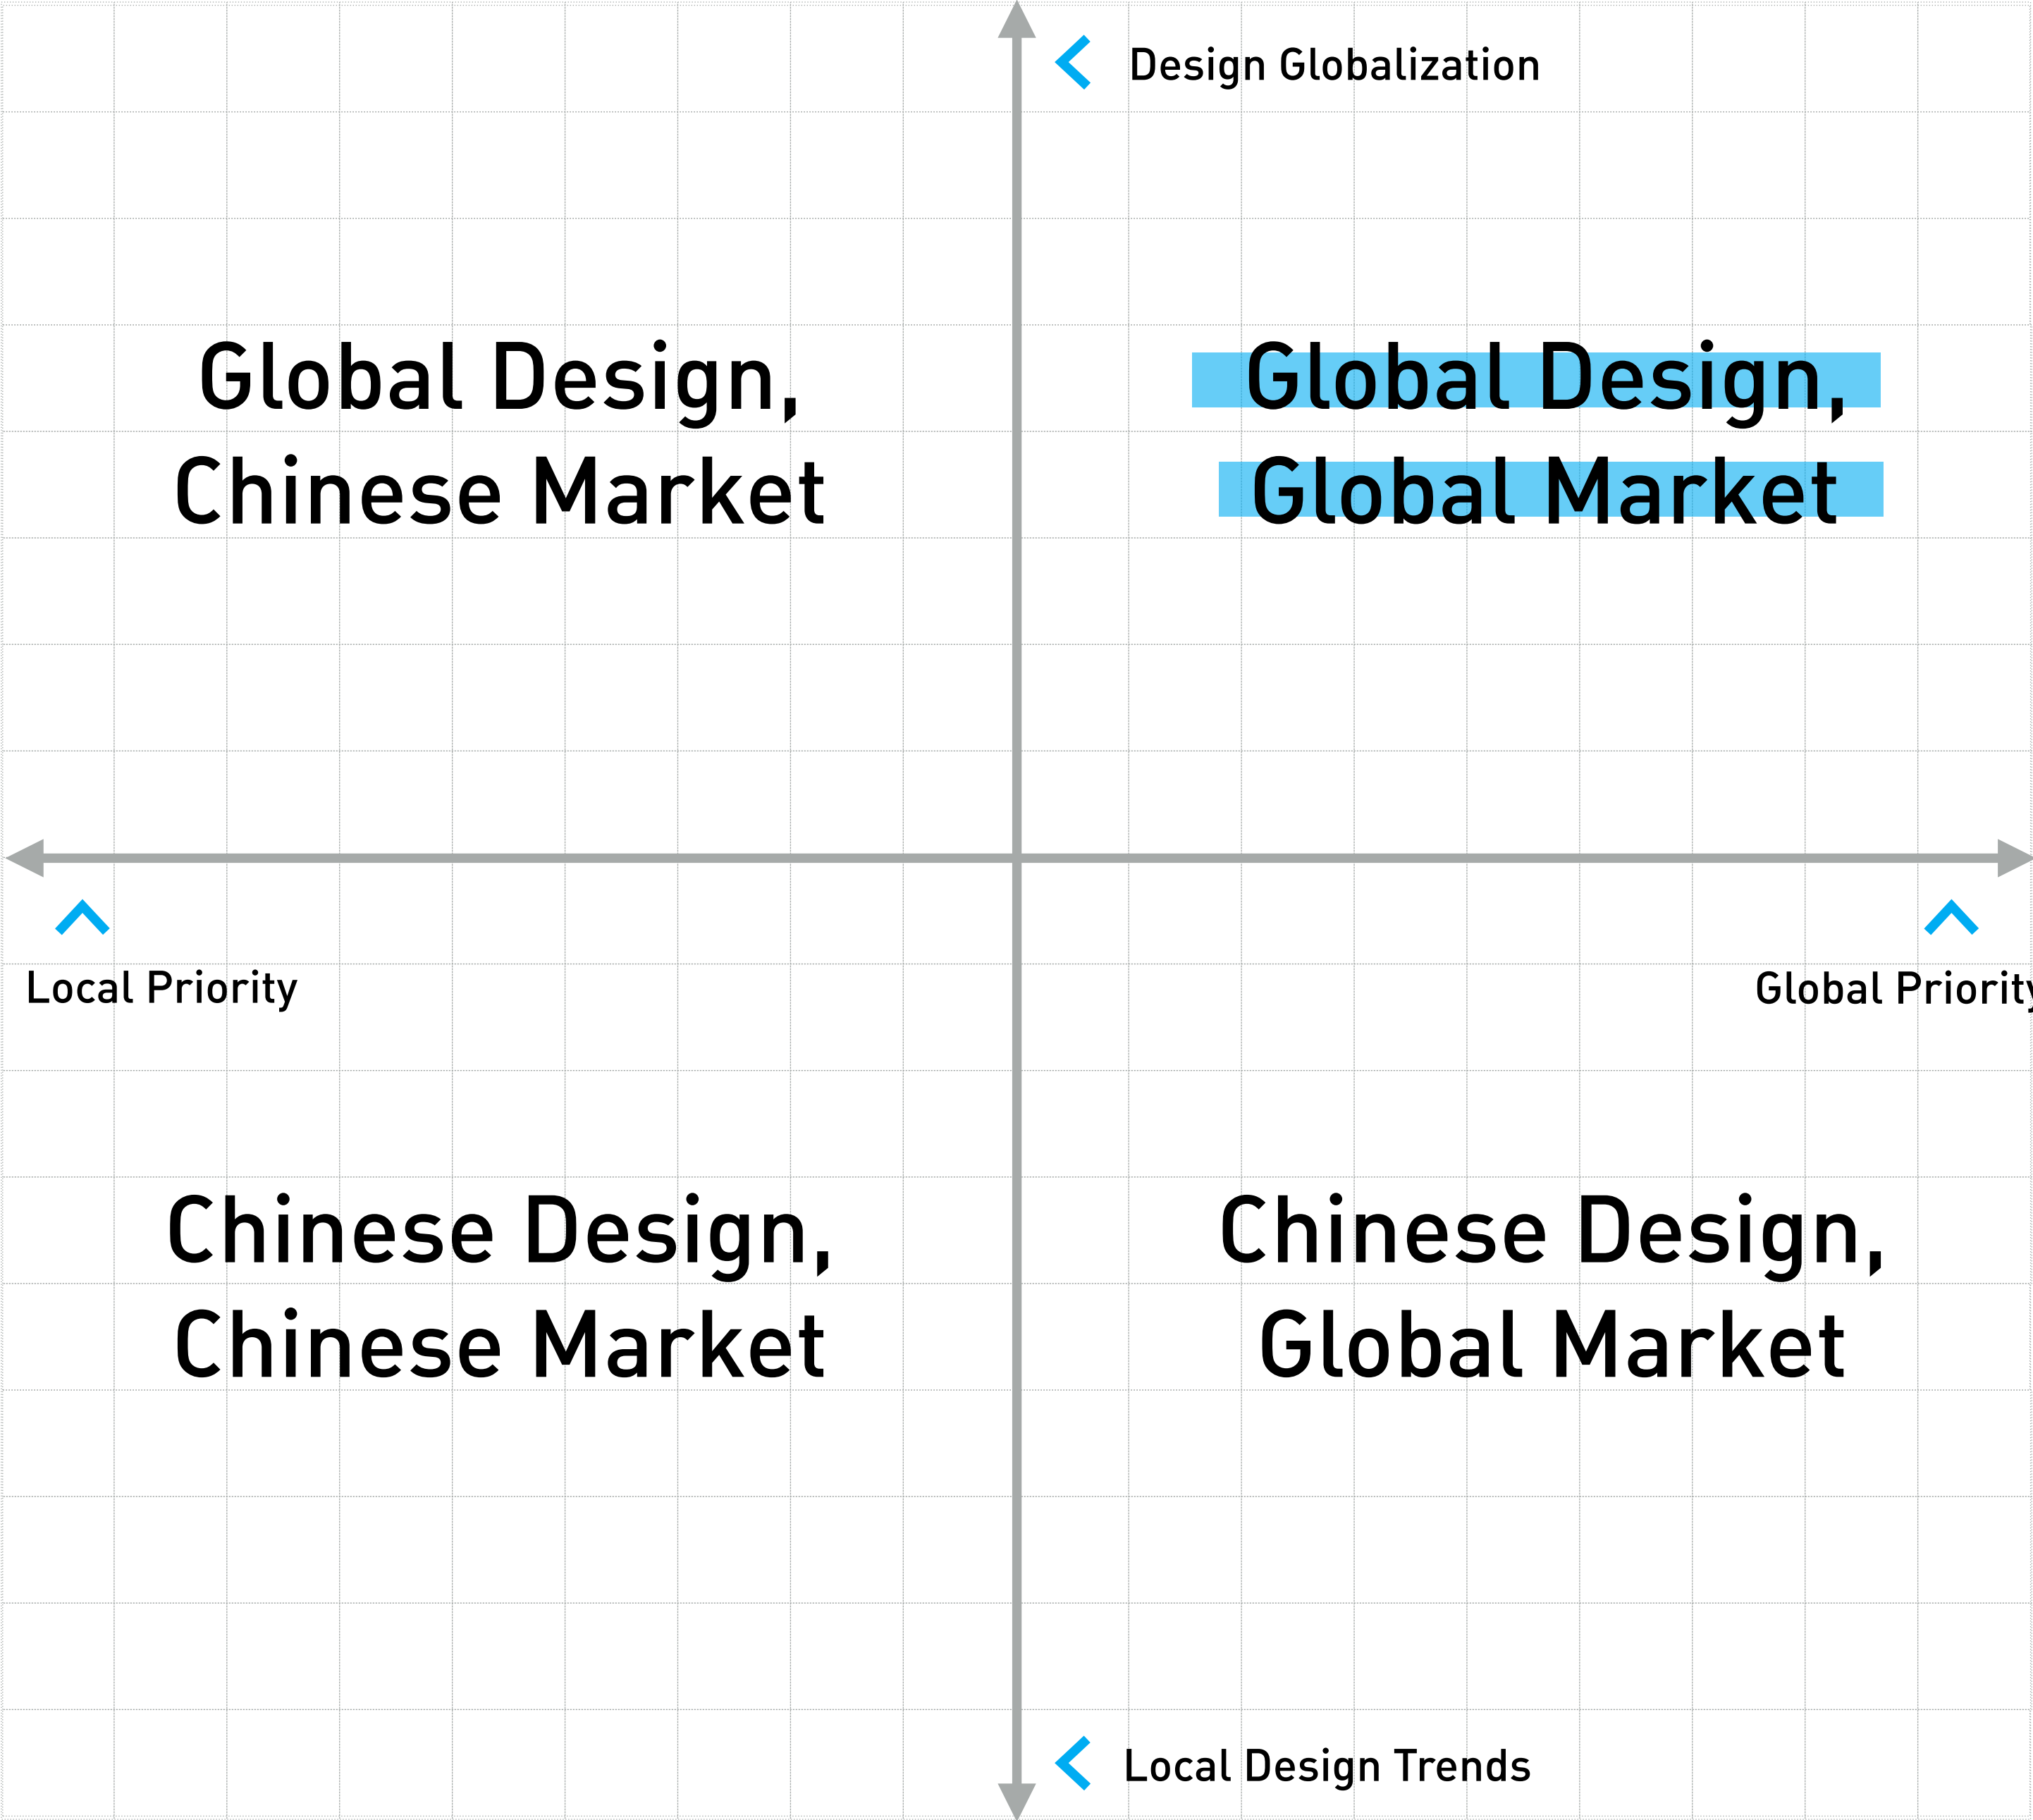 Design Globalization
Global Design,
Chinese Market
Global Design,
Global Market
Local Priority
Global Priority
Chinese Design,
Chinese Market
Chinese Design,
Global Market
Local Design Trends